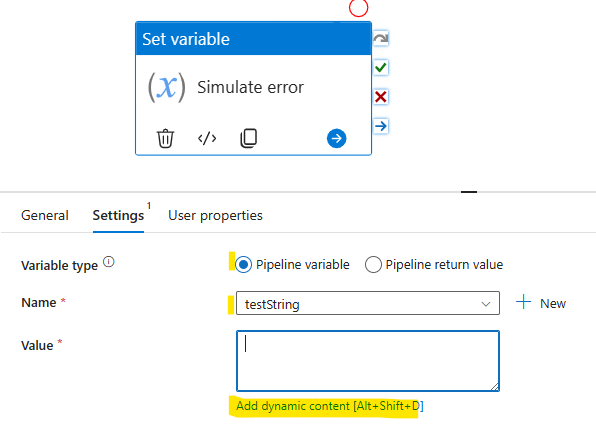 Set variable
(x) Simulate error
General Settings 1 User properties
Variable type Pipeline variable Pipeline return value
Name * testString New
Value *
Add dynamic content [Alt+Shift+D]